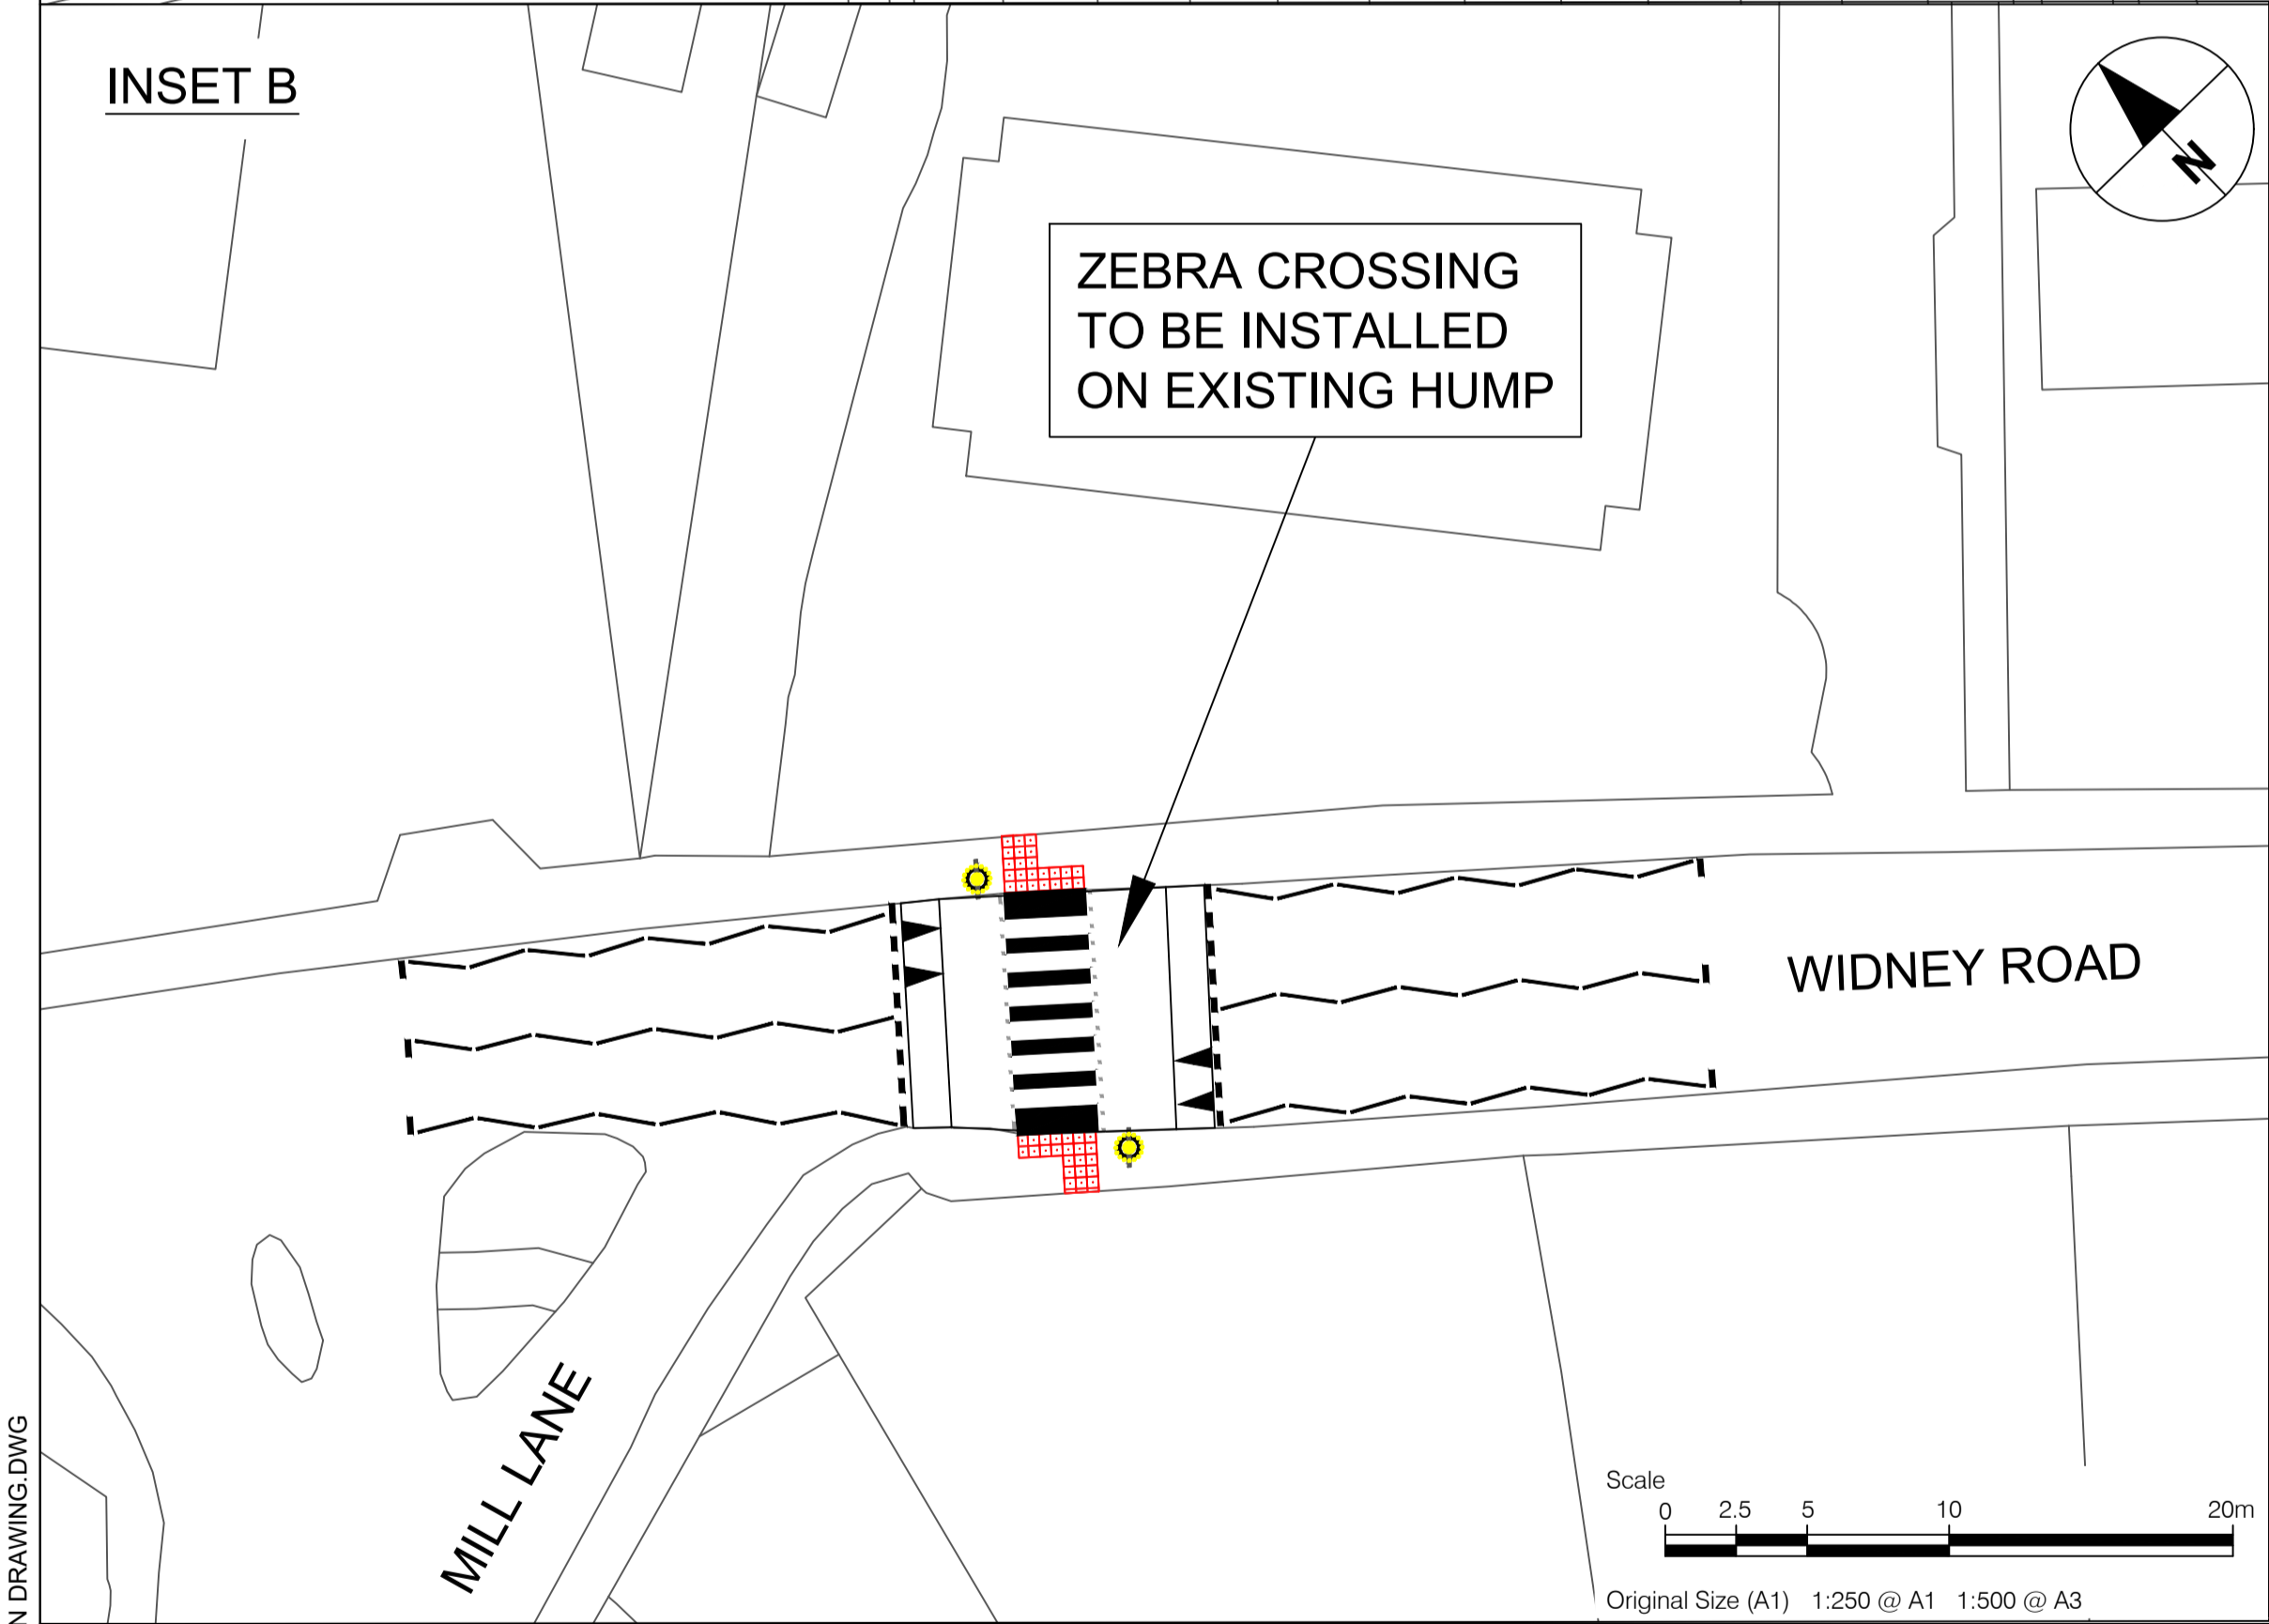 INSET B
N
ZEBRA CROSSING
TO BE INSTALLED
ON EXISTING HUMP
WIDNEY ROAD
MILL LANE
N DRAWING.DWG
Scale
0 2.5 5 10 20m
Original Size (A1) 1:250 @ A1 1:500 @ A3